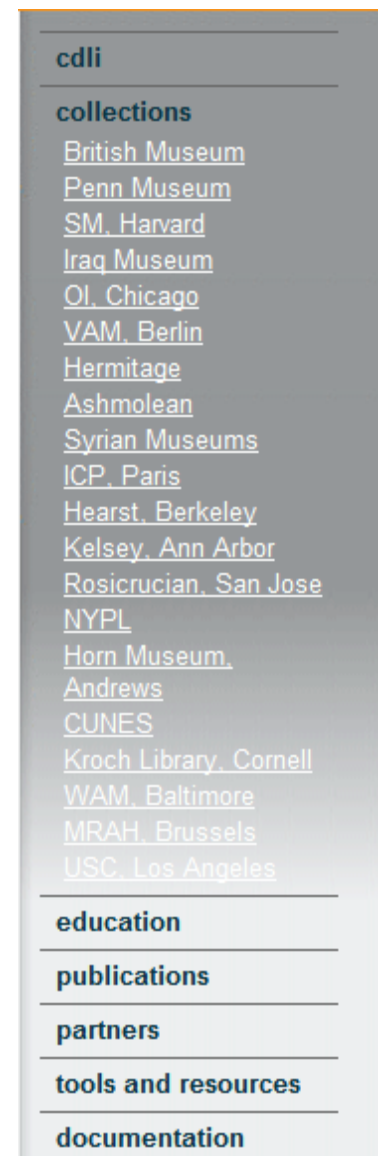 cdli
collections
British Museum
Penn Museum
SM, Harvard
Iraq Museum
OI, Chicago
VAM, Berlin
Hermitage
Ashmolean
Syrian Museums
ICP, Paris
Hearst, Berkeley
Kelsey, Ann Arbor
Rosicrucian, San Jose
NYPL
Horn Museum,
Andrews
CUNES
Kroch Library, Cornell
WAM, Baltimore
MRAH, Brussels
USC, Los Angeles
education
publications
partners
tools and resources
documentation